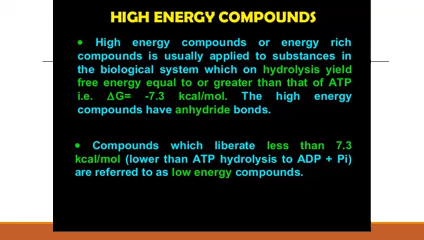 HIGH ENERGY COMPOUNDS
• High energy compounds or energy rich
compounds is usually applied to substances in
the biological system which on hydrolysis yield
free energy equal to or greater than that of ATP
i.e. ΔG= -7.3 kcal/mol. The high energy
compounds have anhydride bonds.
• Compounds which liberate less than 7.3
kcal/mol (lower than ATP hydrolysis to ADP + Pi)
are referred to as low energy compounds.